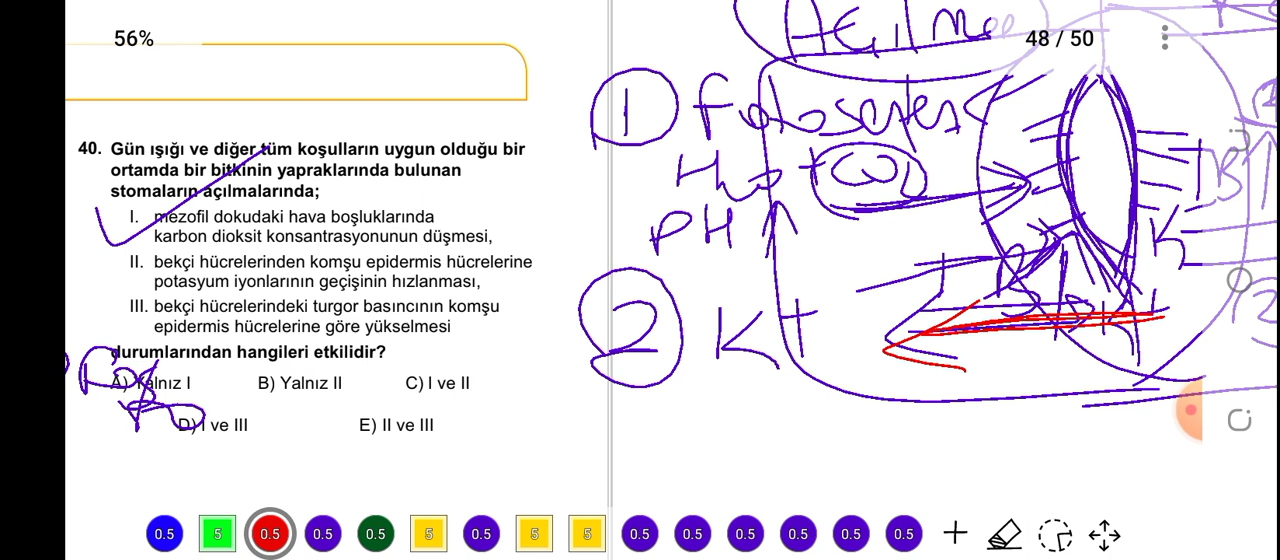 56%
48 / 50
40. Gün ışığı ve diğer tüm koşulların uygun olduğu bir
ortamda bir bitkinin yapraklarında bulunan
stomaların açılmalarında;
I. mezofil dokudaki hava boşluklarında
karbon dioksit konsantrasyonunun düşmesi,
II. bekçi hücrelerinden komşu epidermis hücrelerine
potasyum iyonlarının geçişinin hızlanması,
III. bekçi hücrelerindeki turgor basıncının komşu
epidermis hücrelerine göre yükselmesi
durumlarından hangileri etkilidir?
A) Yalnız I B) Yalnız II C) I ve II
D) I ve III E) II ve III
Açılma
1 fotosentez
PH ↑
2 K+
0.5 5 0.5 0.5 0.5 5 0.5 5 5 0.5 0.5 0.5 0.5 0.5 0.5